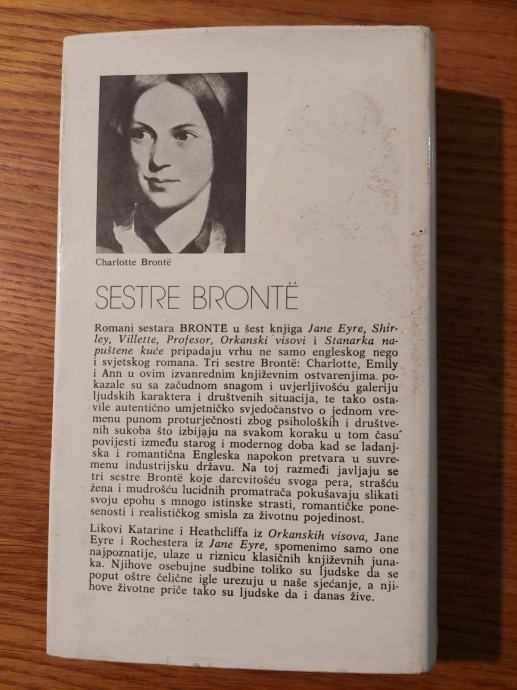 Charlotte Brontë
SESTRE BRONTË
Romani sestara BRONTË u šest knjiga Jane Eyre, Shir-
ley, Villette, Profesor, Orkanski visovi i Stanarka na-
puštene kuće pripadaju vrhu ne samo engleskog nego
i svjetskog romana. Tri sestre Brontë: Charlotte, Emily
i Ann u ovim izvanrednim književnim ostvarenjima po-
kazale su sa začudnom snagom i uvjerljivošću galeriju
ljudskih karaktera i društvenih situacija, te tako osta-
vile autentično umjetničko svjedočanstvo o jednom vre-
menu punom proturječnosti zbog psiholoških i društve-
nih sukoba što izbijaju na svakom koraku u tom času
povijesti između starog i modernog doba kad se ladanj-
ska i romantična Engleska napokon pretvara u suvre-
menu industrijsku državu. Na toj razmeđi javljaju se
tri sestre Brontë koje darcvitošću svoga pera, strašću
žena i mudrošću lucidnih promatrača pokušavaju slikati
svoju epohu s mnogo istinske strasti, romantičke pone-
senosti i realističkog smisla za životnu pojedinost.
Likovi Katarine i Heathcliffa iz Orkanskih visova, Jane
Eyre i Rochestera iz Jane Eyre, spomenimo samo one
najpoznatije, ulaze u riznicu klasičnih književnih juna-
ka. Njihove osebujne sudbine toliko su ljudske da se
poput oštre čelične igle urezuju u naše sjećanje, a nji-
hove životne priče tako su ljudske da i danas žive.